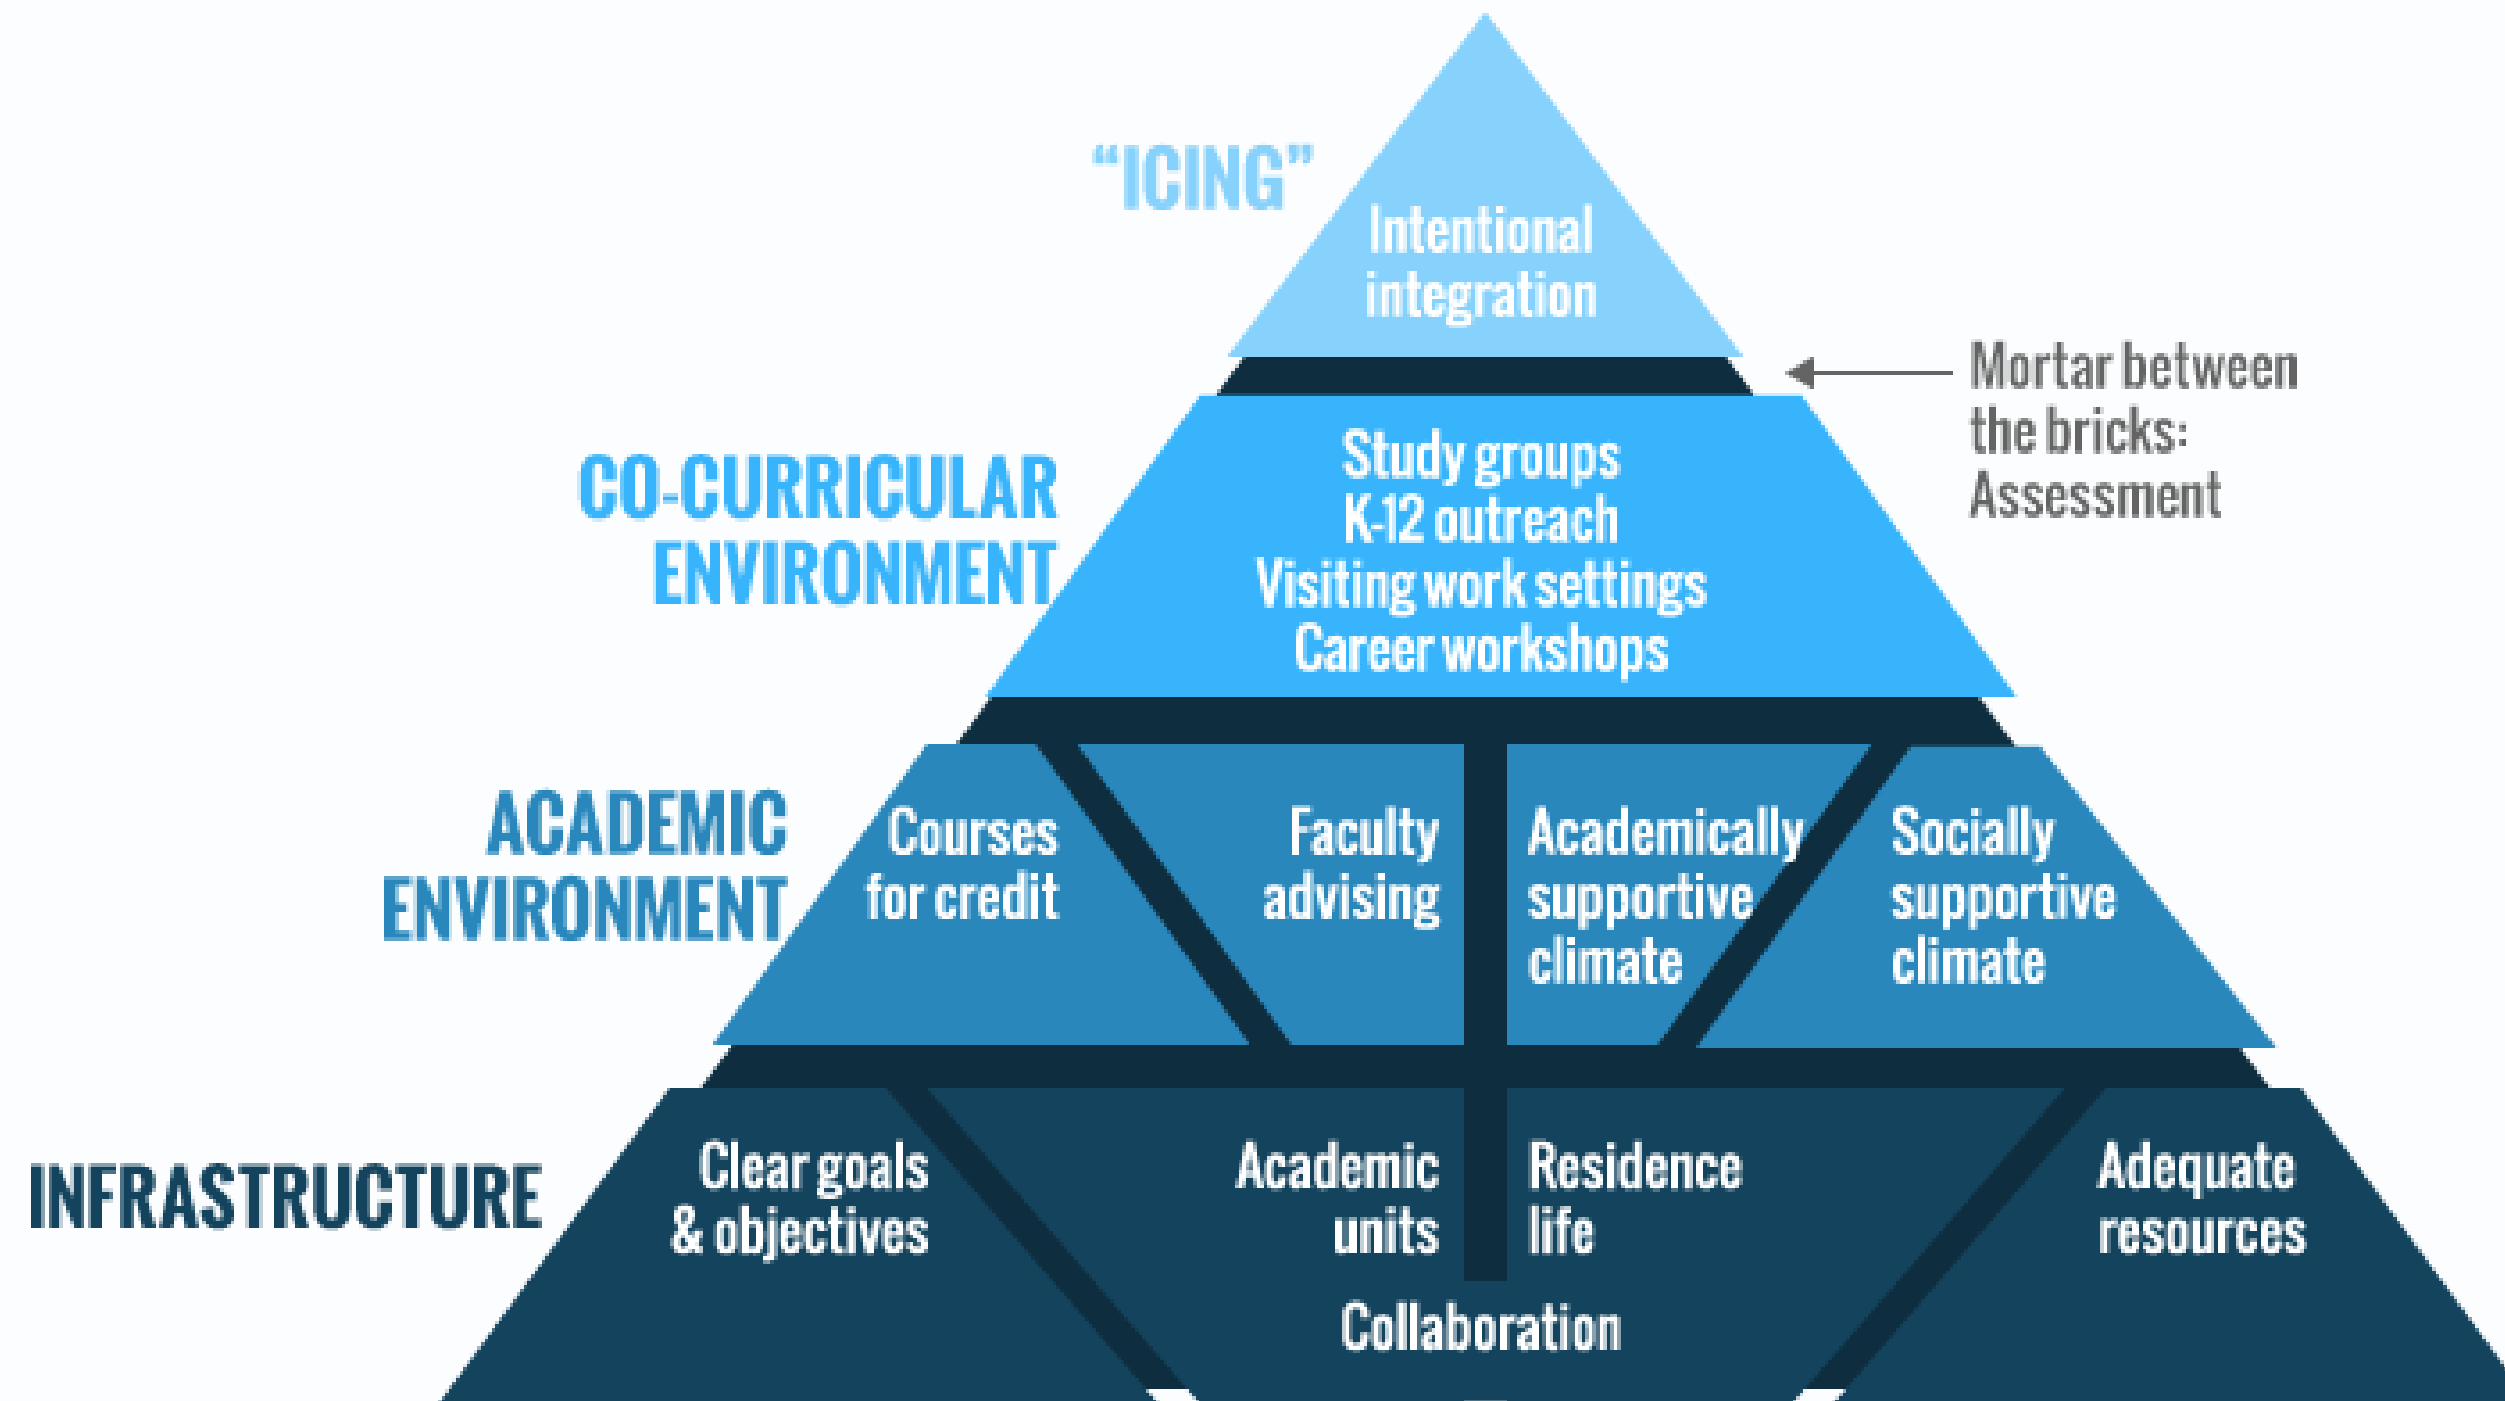 “ICING”
Intentional
integration
Mortar between
the bricks:
Assessment
CO-CURRICULAR
ENVIRONMENT
Study groups
K-12 outreach
Visiting work settings
Career workshops
ACADEMIC
ENVIRONMENT
Courses
for credit
Faculty
advising
Academically
supportive
climate
Socially
supportive
climate
INFRASTRUCTURE
Clear goals
& objectives
Academic
units
Residence
life
Collaboration
Adequate
resources